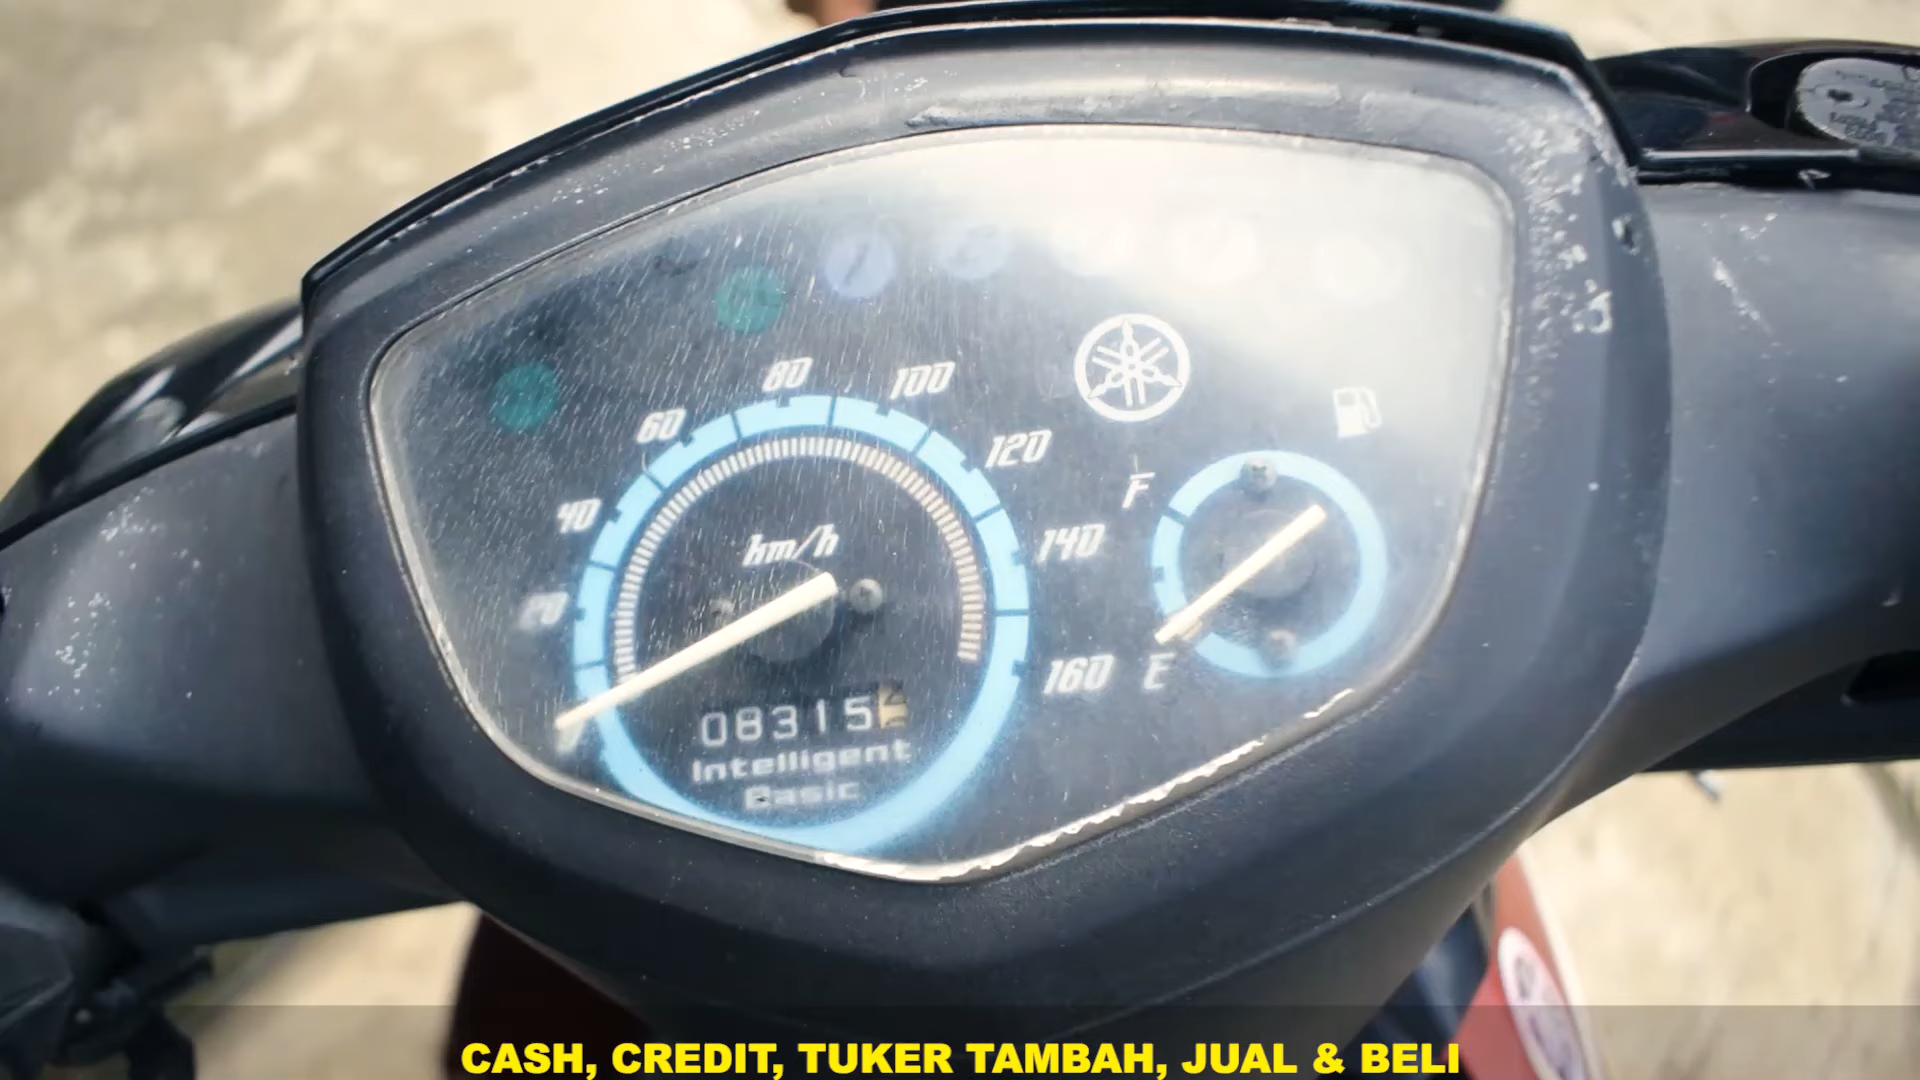 80 100
60 120
40 140
20 160
km/h
F
E
08315
Intelligent
Basic
CASH, CREDIT, TUKER TAMBAH, JUAL & BELI